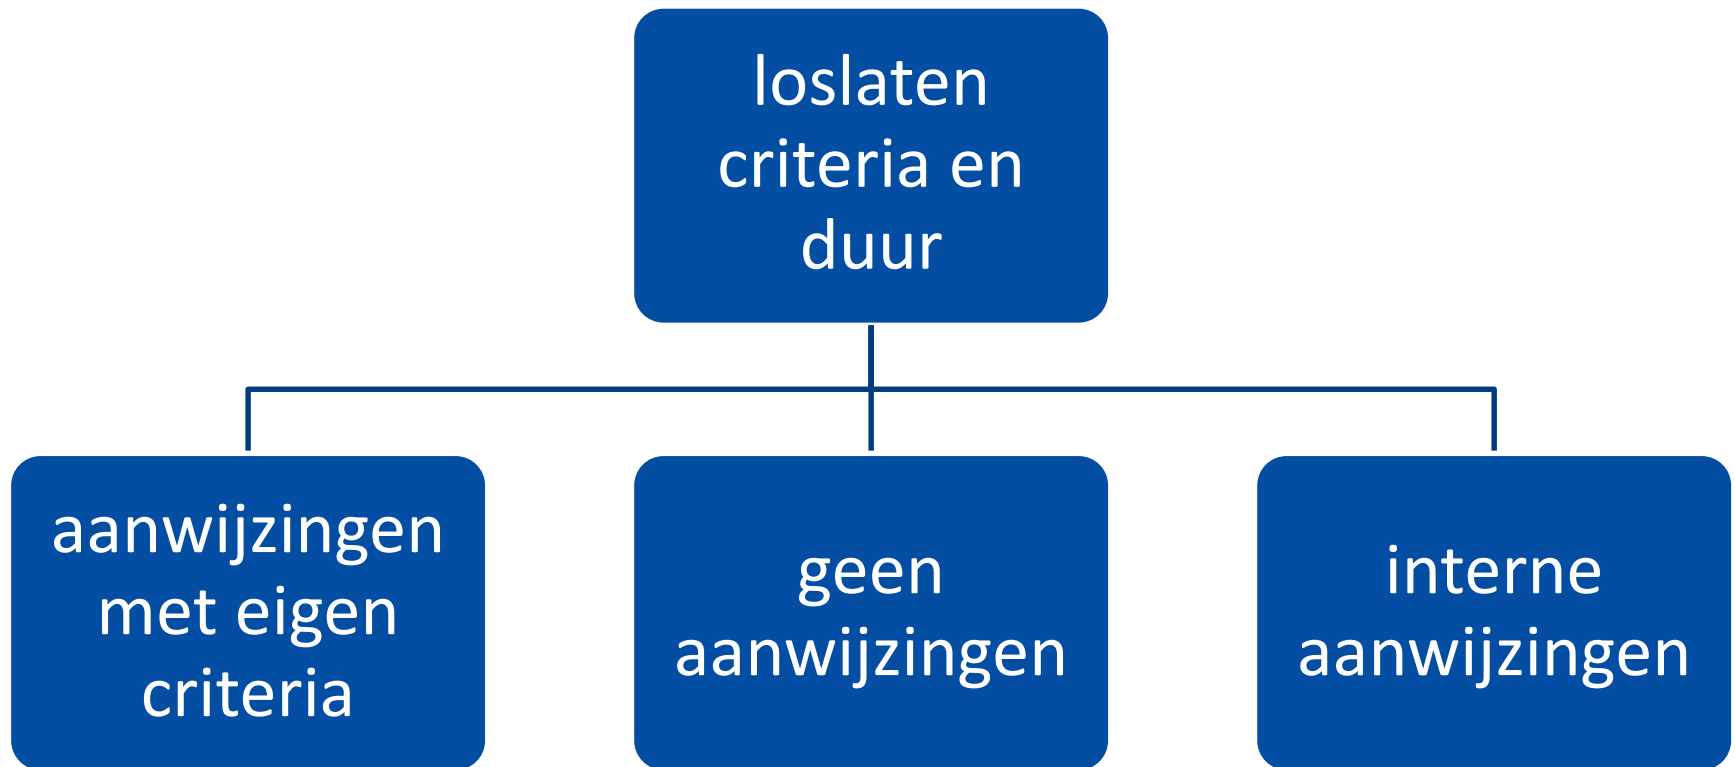 loslaten
criteria en
duur
aanwijzingen
met eigen
criteria
geen
aanwijzingen
interne
aanwijzingen